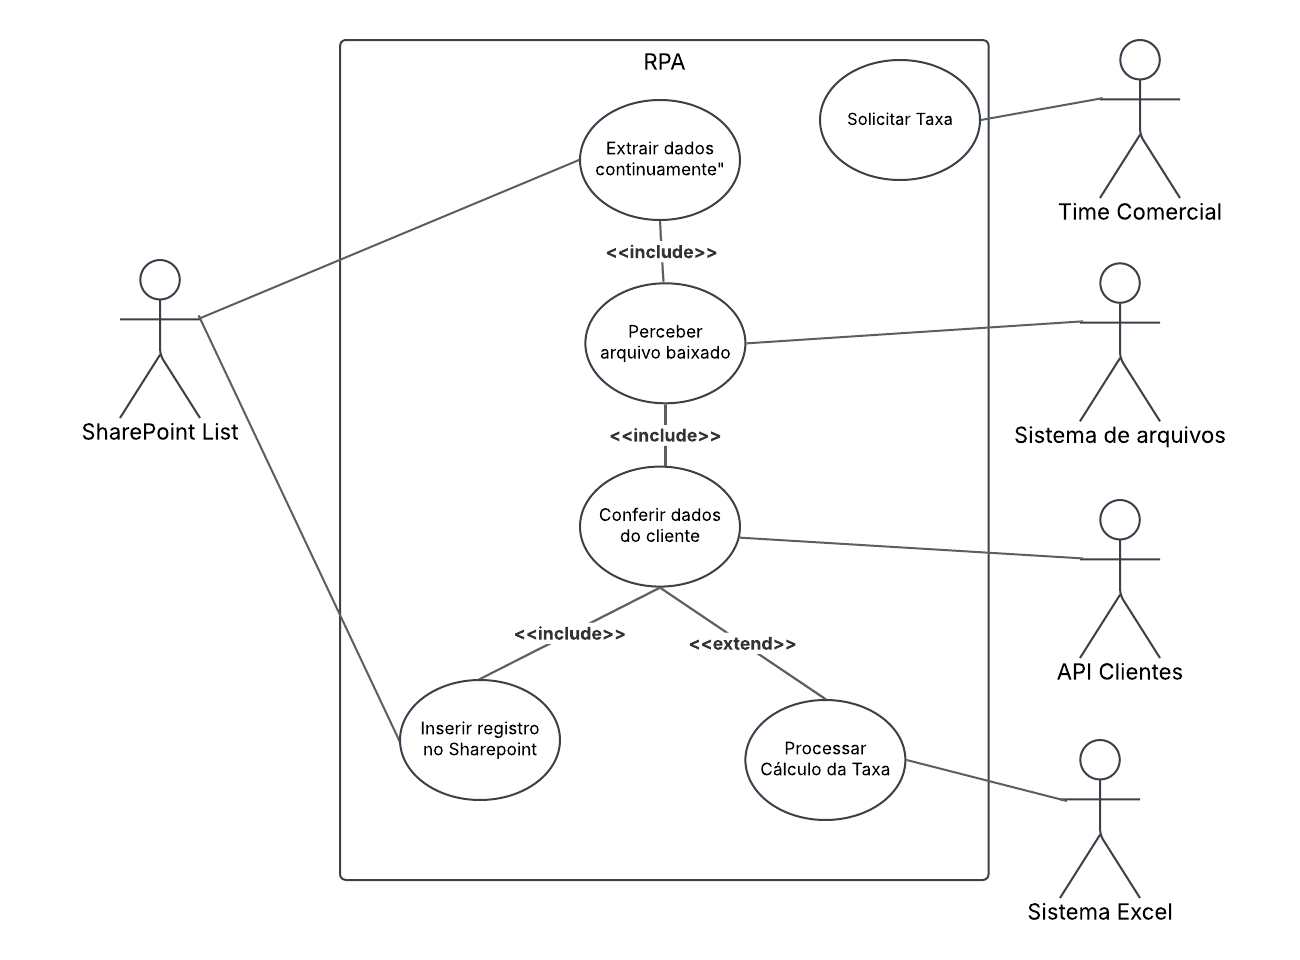 RPA
Solicitar Taxa
Extrair dados
continuamente"
Time Comercial
<<include>>
Perceber
arquivo baixado
SharePoint List
Sistema de arquivos
<<include>>
Conferir dados
do cliente
<<include>>
<<extend>>
API Clientes
Inserir registro
no Sharepoint
Processar
Cálculo da Taxa
Sistema Excel